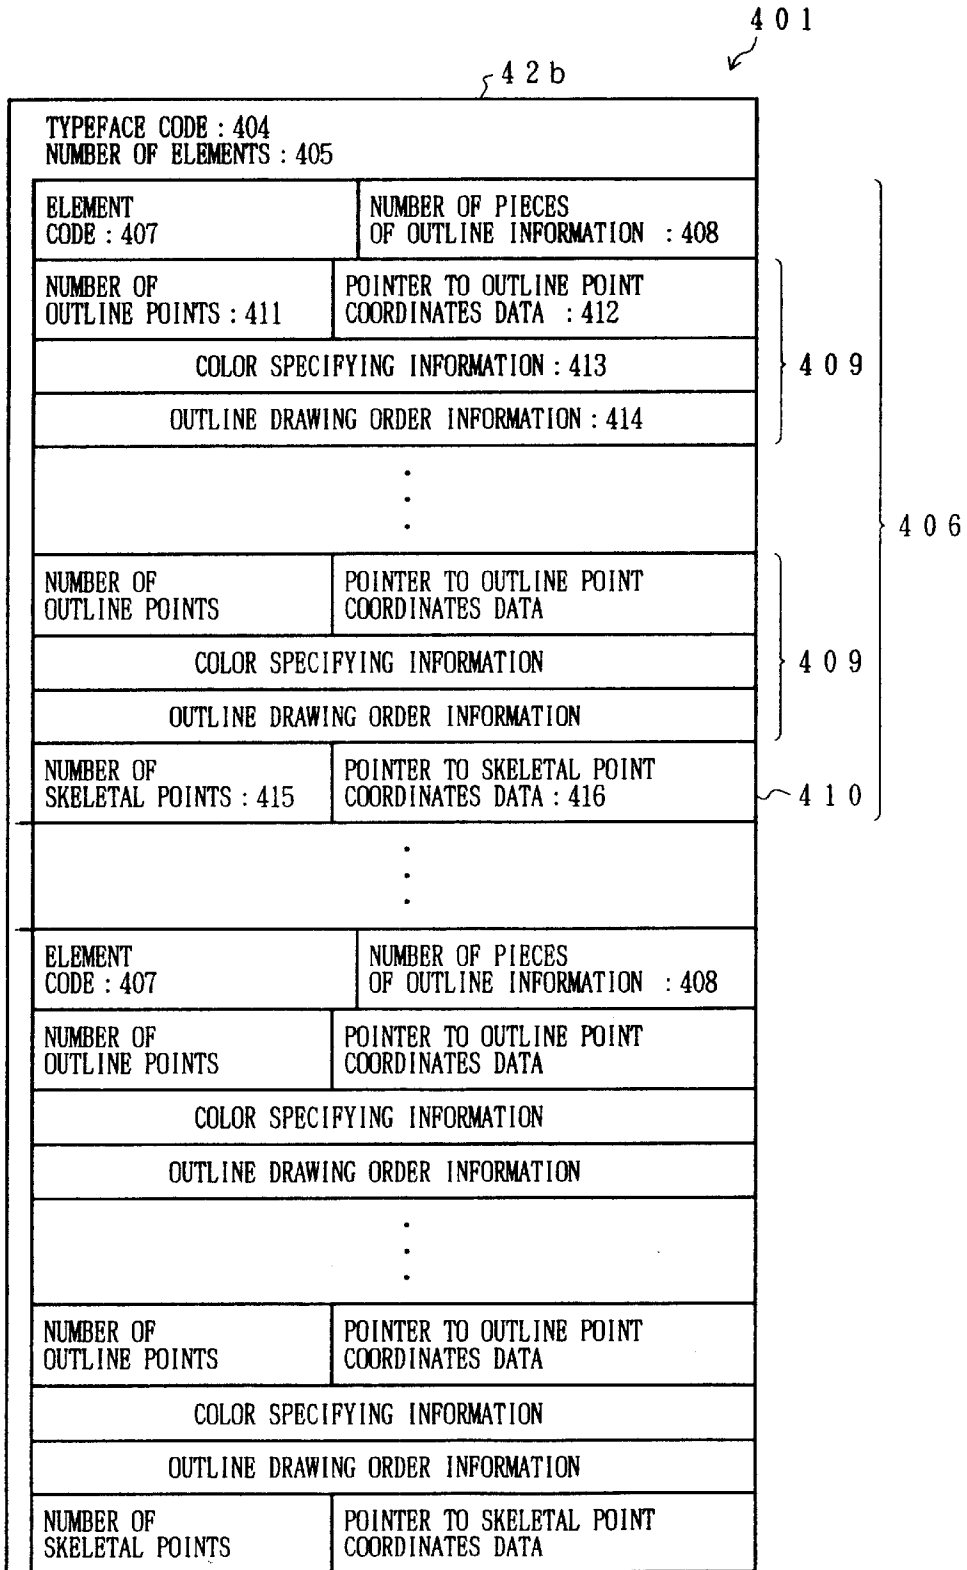 401
42b
TYPEFACE CODE : 404
NUMBER OF ELEMENTS : 405
ELEMENT
CODE : 407
NUMBER OF PIECES
OF OUTLINE INFORMATION : 408
NUMBER OF
OUTLINE POINTS : 411
POINTER TO OUTLINE POINT
COORDINATES DATA : 412
COLOR SPECIFYING INFORMATION : 413
409
OUTLINE DRAWING ORDER INFORMATION : 414
406
NUMBER OF
OUTLINE POINTS
POINTER TO OUTLINE POINT
COORDINATES DATA
COLOR SPECIFYING INFORMATION
409
OUTLINE DRAWING ORDER INFORMATION
NUMBER OF
SKELETAL POINTS : 415
POINTER TO SKELETAL POINT
COORDINATES DATA : 416
410
ELEMENT
CODE : 407
NUMBER OF PIECES
OF OUTLINE INFORMATION : 408
NUMBER OF
OUTLINE POINTS
POINTER TO OUTLINE POINT
COORDINATES DATA
COLOR SPECIFYING INFORMATION
OUTLINE DRAWING ORDER INFORMATION
NUMBER OF
OUTLINE POINTS
POINTER TO OUTLINE POINT
COORDINATES DATA
COLOR SPECIFYING INFORMATION
OUTLINE DRAWING ORDER INFORMATION
NUMBER OF
SKELETAL POINTS
POINTER TO SKELETAL POINT
COORDINATES DATA